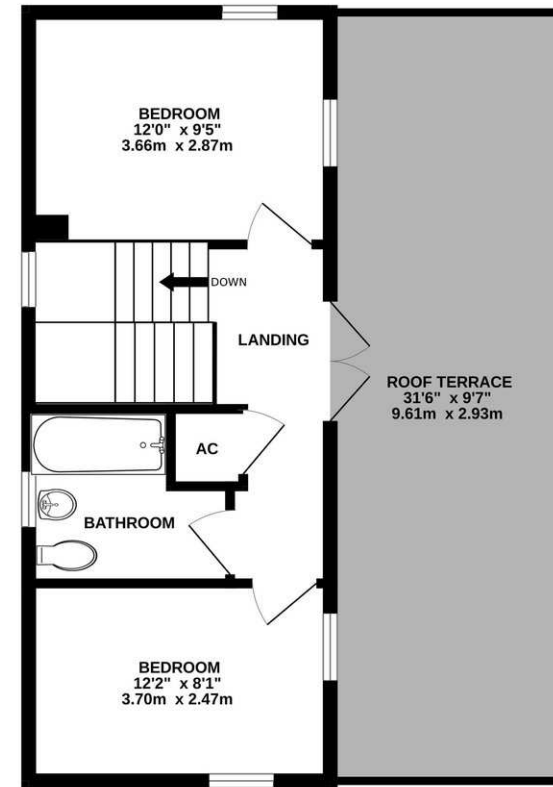 BEDROOM
12'0" x 9'5"
3.66m x 2.87m
DOWN
LANDING
ROOF TERRACE
31'6" x 9'7"
9.61m x 2.93m
AC
BATHROOM
BEDROOM
12'2" x 8'1"
3.70m x 2.47m